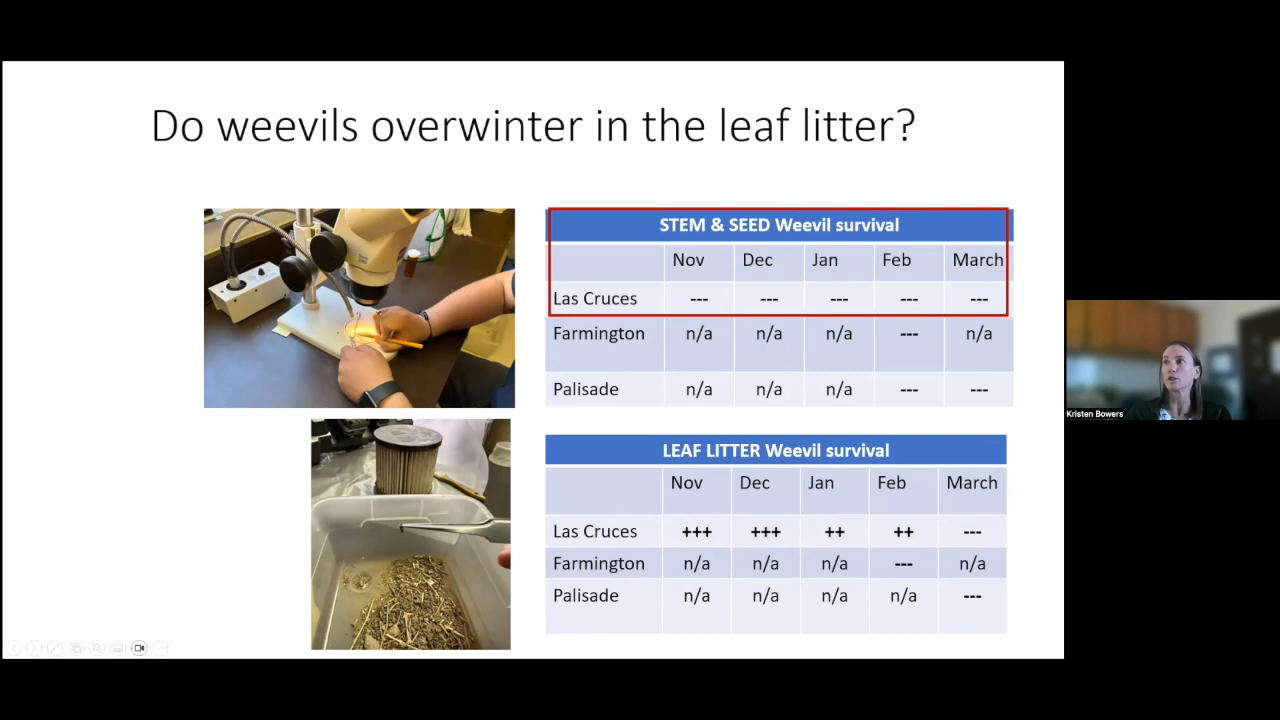 Do weevils overwinter in the leaf litter?
STEM & SEED Weevil survival
Nov Dec Jan Feb March
Las Cruces --- --- --- --- ---
Farmington n/a n/a n/a --- n/a
Palisade n/a n/a n/a --- ---
LEAF LITTER Weevil survival
Nov Dec Jan Feb March
Las Cruces +++ +++ ++ ++ ---
Farmington n/a n/a n/a --- n/a
Palisade n/a n/a n/a n/a ---
Kristen Bowers